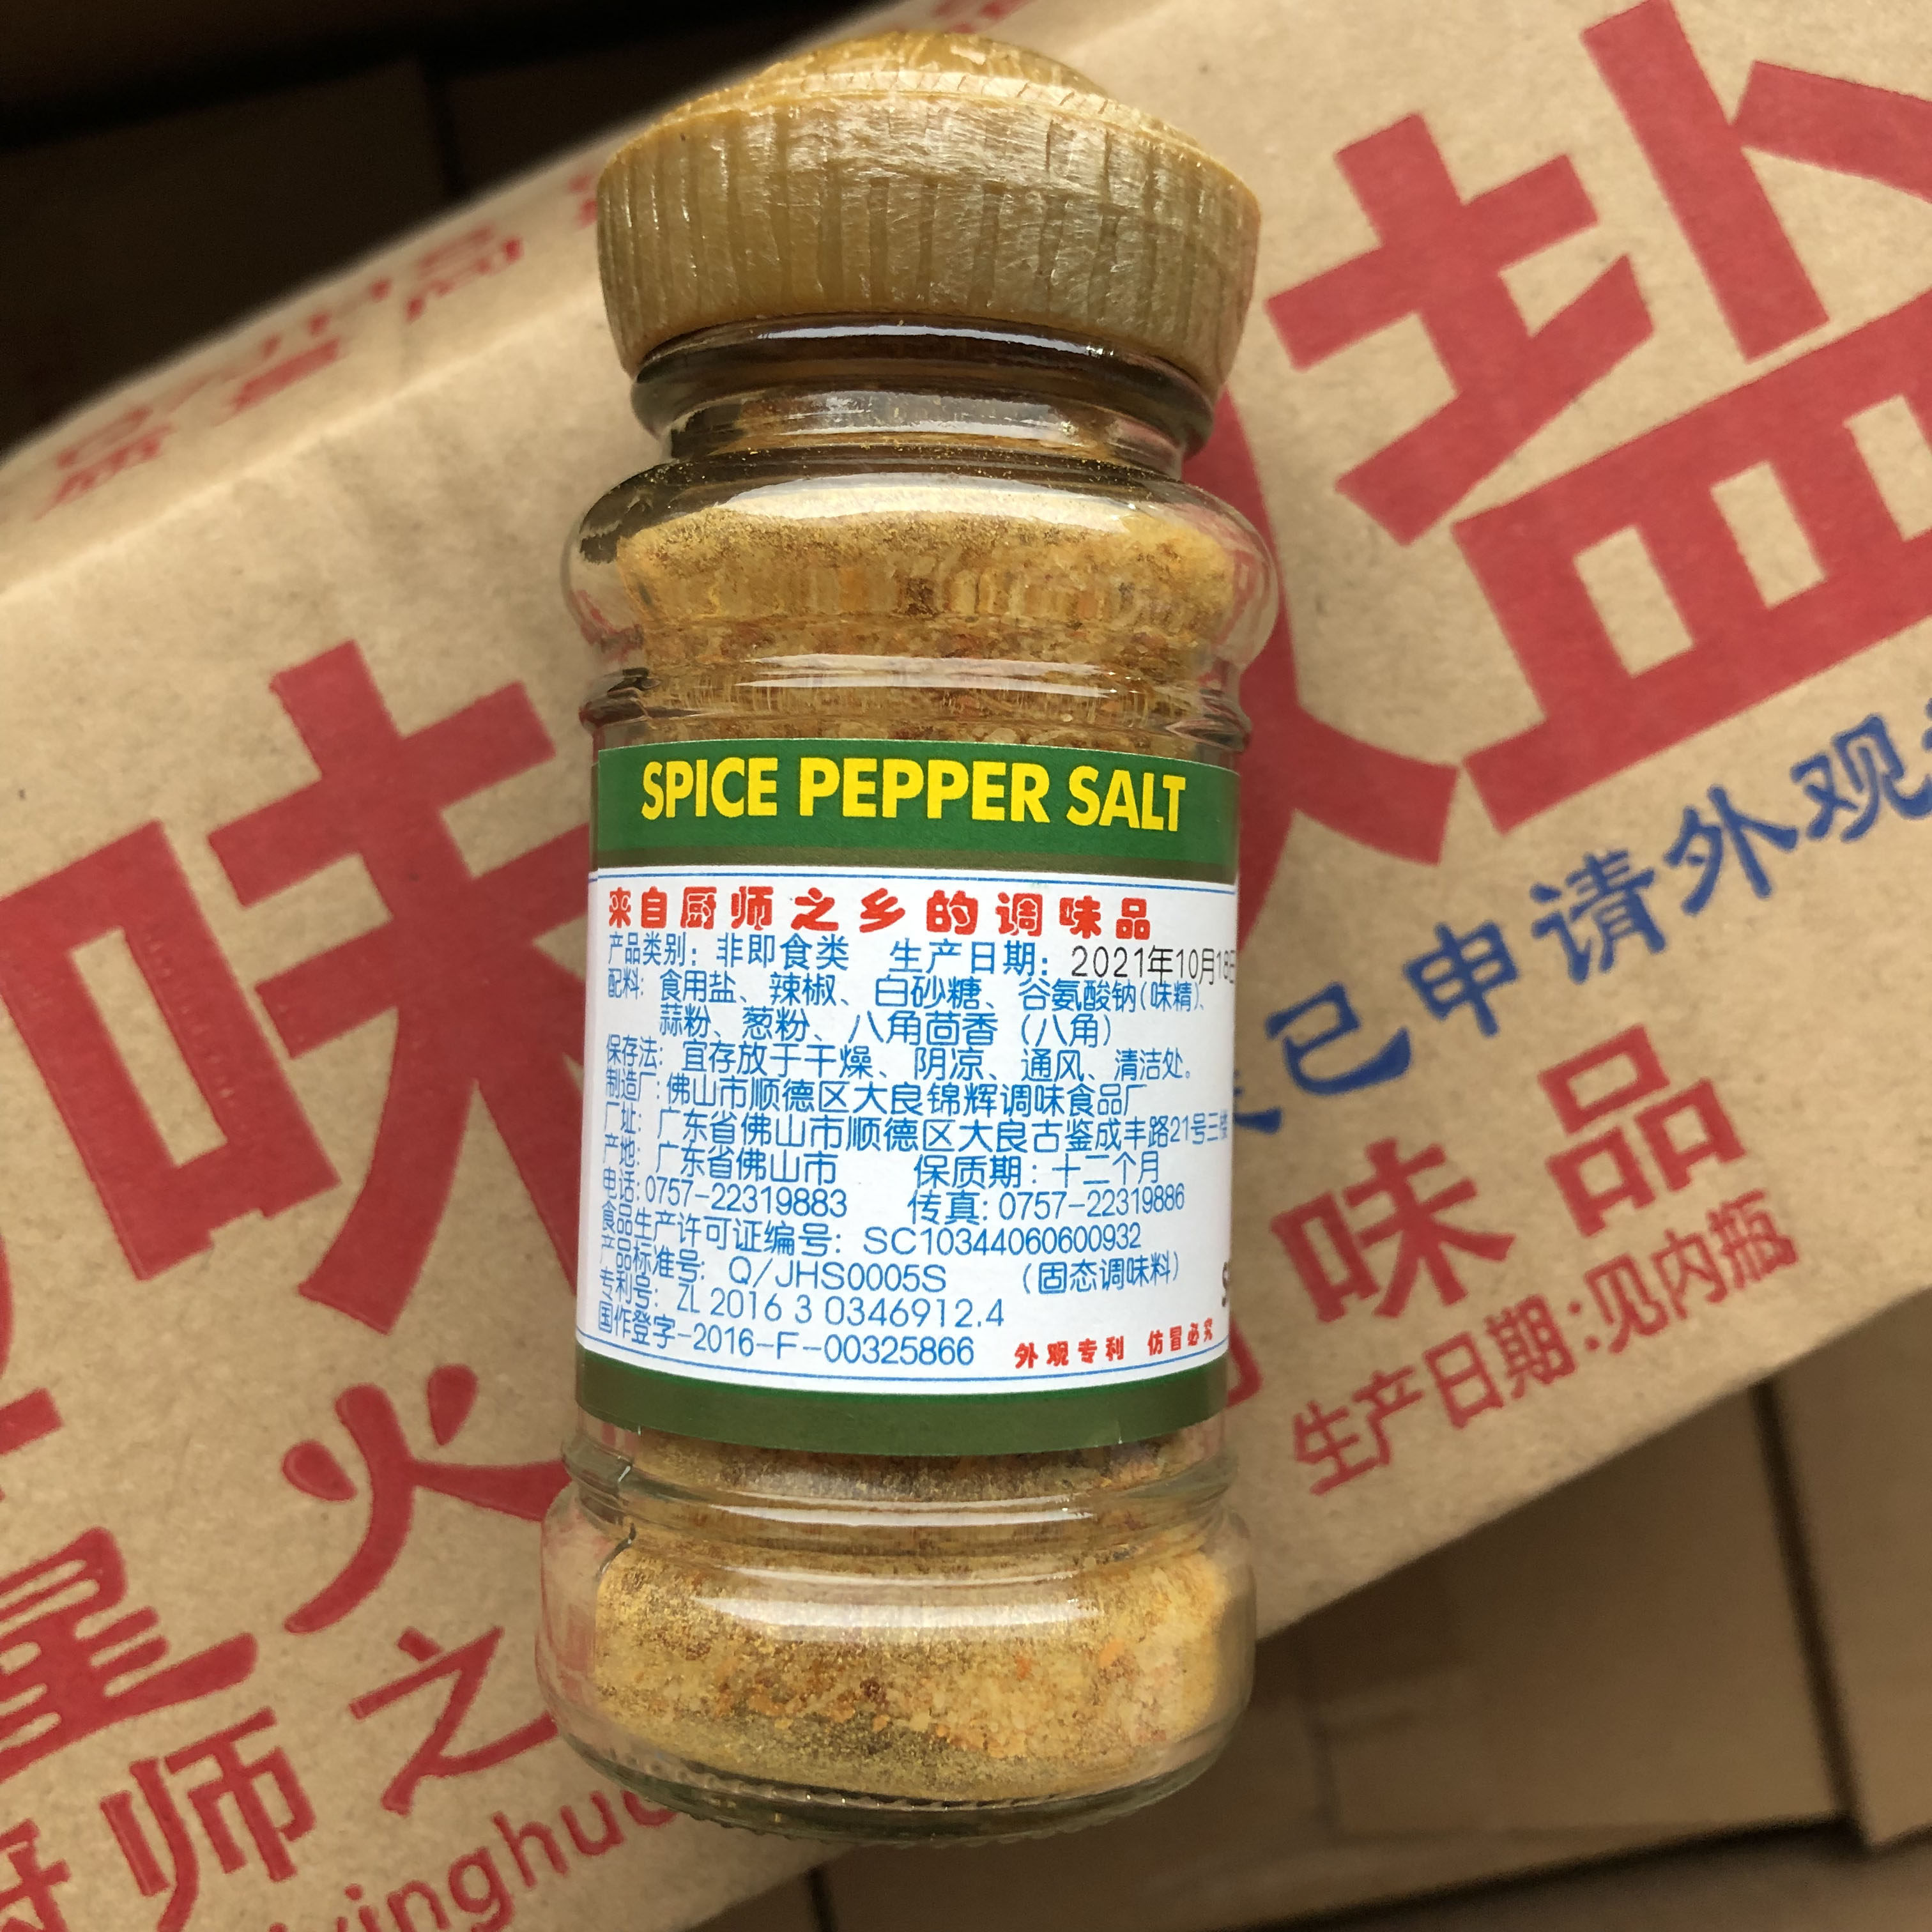 SPICE PEPPER SALT
来自厨师之乡的调味品
产品类别：非即食类 生产日期：2021年10月18日
配料：食用盐、辣椒、白砂糖、谷氨酸钠（味精）、
蒜粉、葱粉、八角茴香（八角）
保存法：宜存放于干燥、阴凉、通风、清洁处。
制造厂：佛山市顺德区大良锦辉调味食品厂
厂址：广东省佛山市顺德区大良古鉴成丰路21号三楼
产地：广东省佛山市 保质期：十二个月
电话：0757-22319883 传真：0757-22319886
食品生产许可证编号：SC10344060600932
产品标准号：Q/JHS0005S （固态调味料）
专利号：ZL 2016 3 0346912.4
国作登字-2016-F-00325866 外观专利 仿冒必究
味
盐
已申请外观
味品
生产日期：见内瓶
星火
厨师之
xinghuo